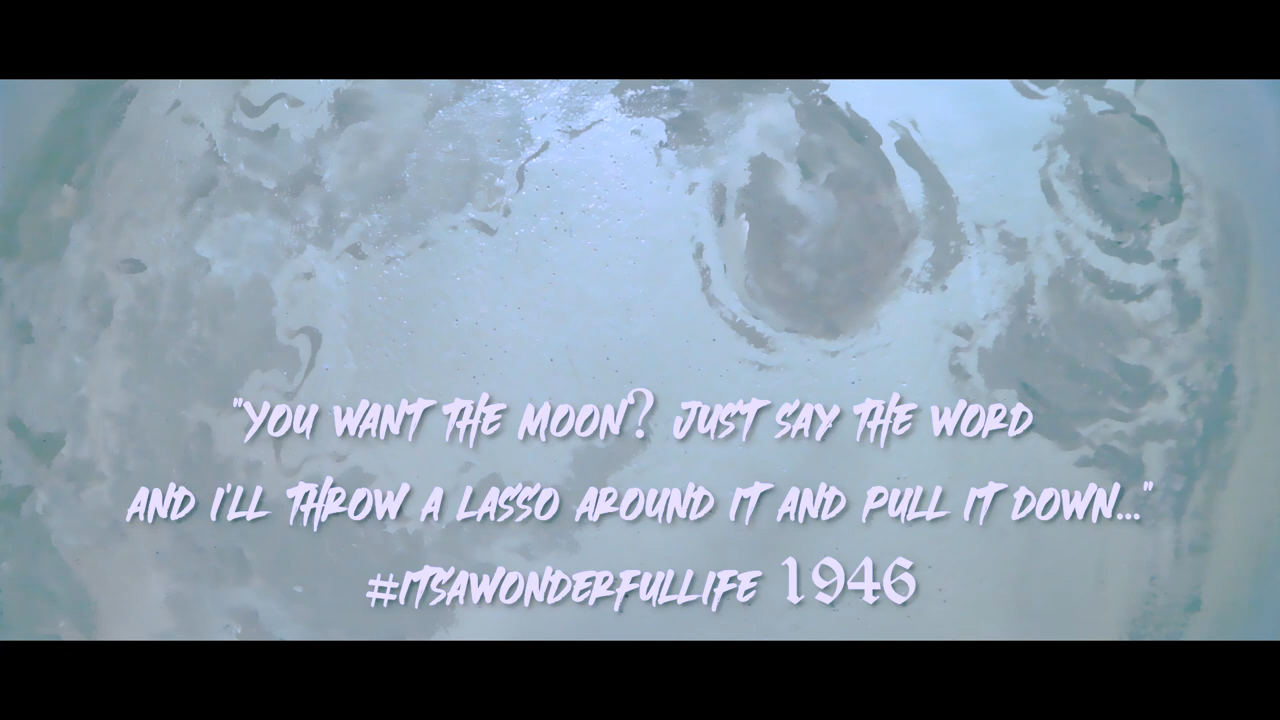 "YOU WANT THE MOON? JUST SAY THE WORD
AND I'LL THROW A LASSO AROUND IT AND PULL IT DOWN..."
#ITSAWONDERFULLIFE 1946